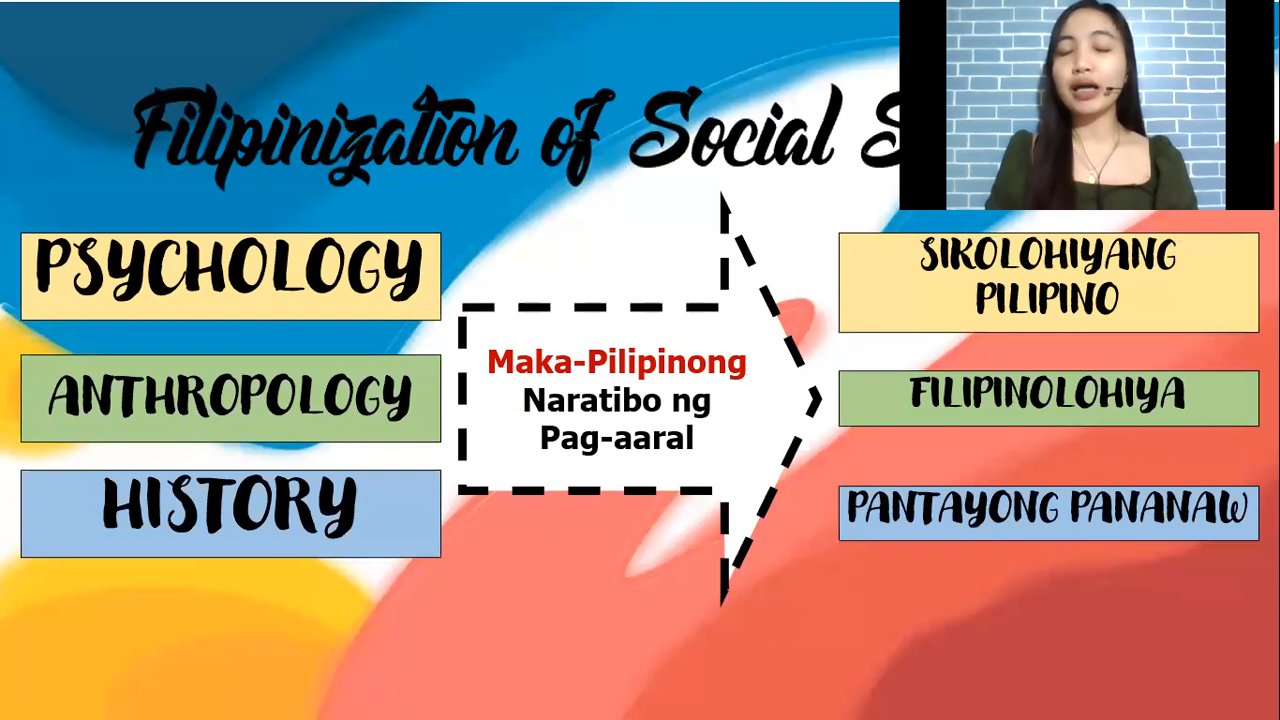 Filipinization of Social
PSYCHOLOGY
ANTHROPOLOGY
HISTORY
Maka-Pilipinong
Naratibo ng
Pag-aaral
SIKOLOHIYANG
PILIPINO
FILIPINOLOHIYA
PANTAYONG PANANAW